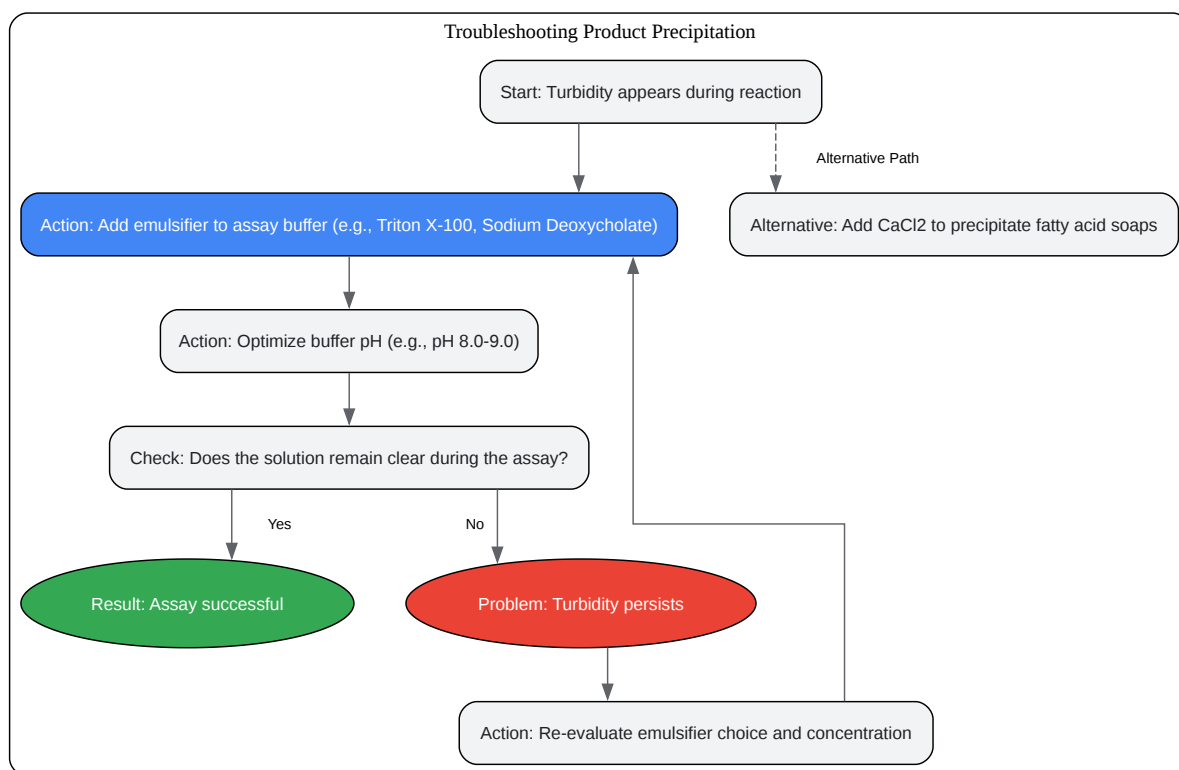 Troubleshooting Product Precipitation
Start: Turbidity appears during reaction
Alternative Path
Action: Add emulsifier to assay buffer (e.g., Triton X-100, Sodium Deoxycholate)
Alternative: Add CaCl2 to precipitate fatty acid soaps
Action: Optimize buffer pH (e.g., pH 8.0-9.0)
Check: Does the solution remain clear during the assay?
Yes
No
Result: Assay successful
Problem: Turbidity persists
Action: Re-evaluate emulsifier choice and concentration